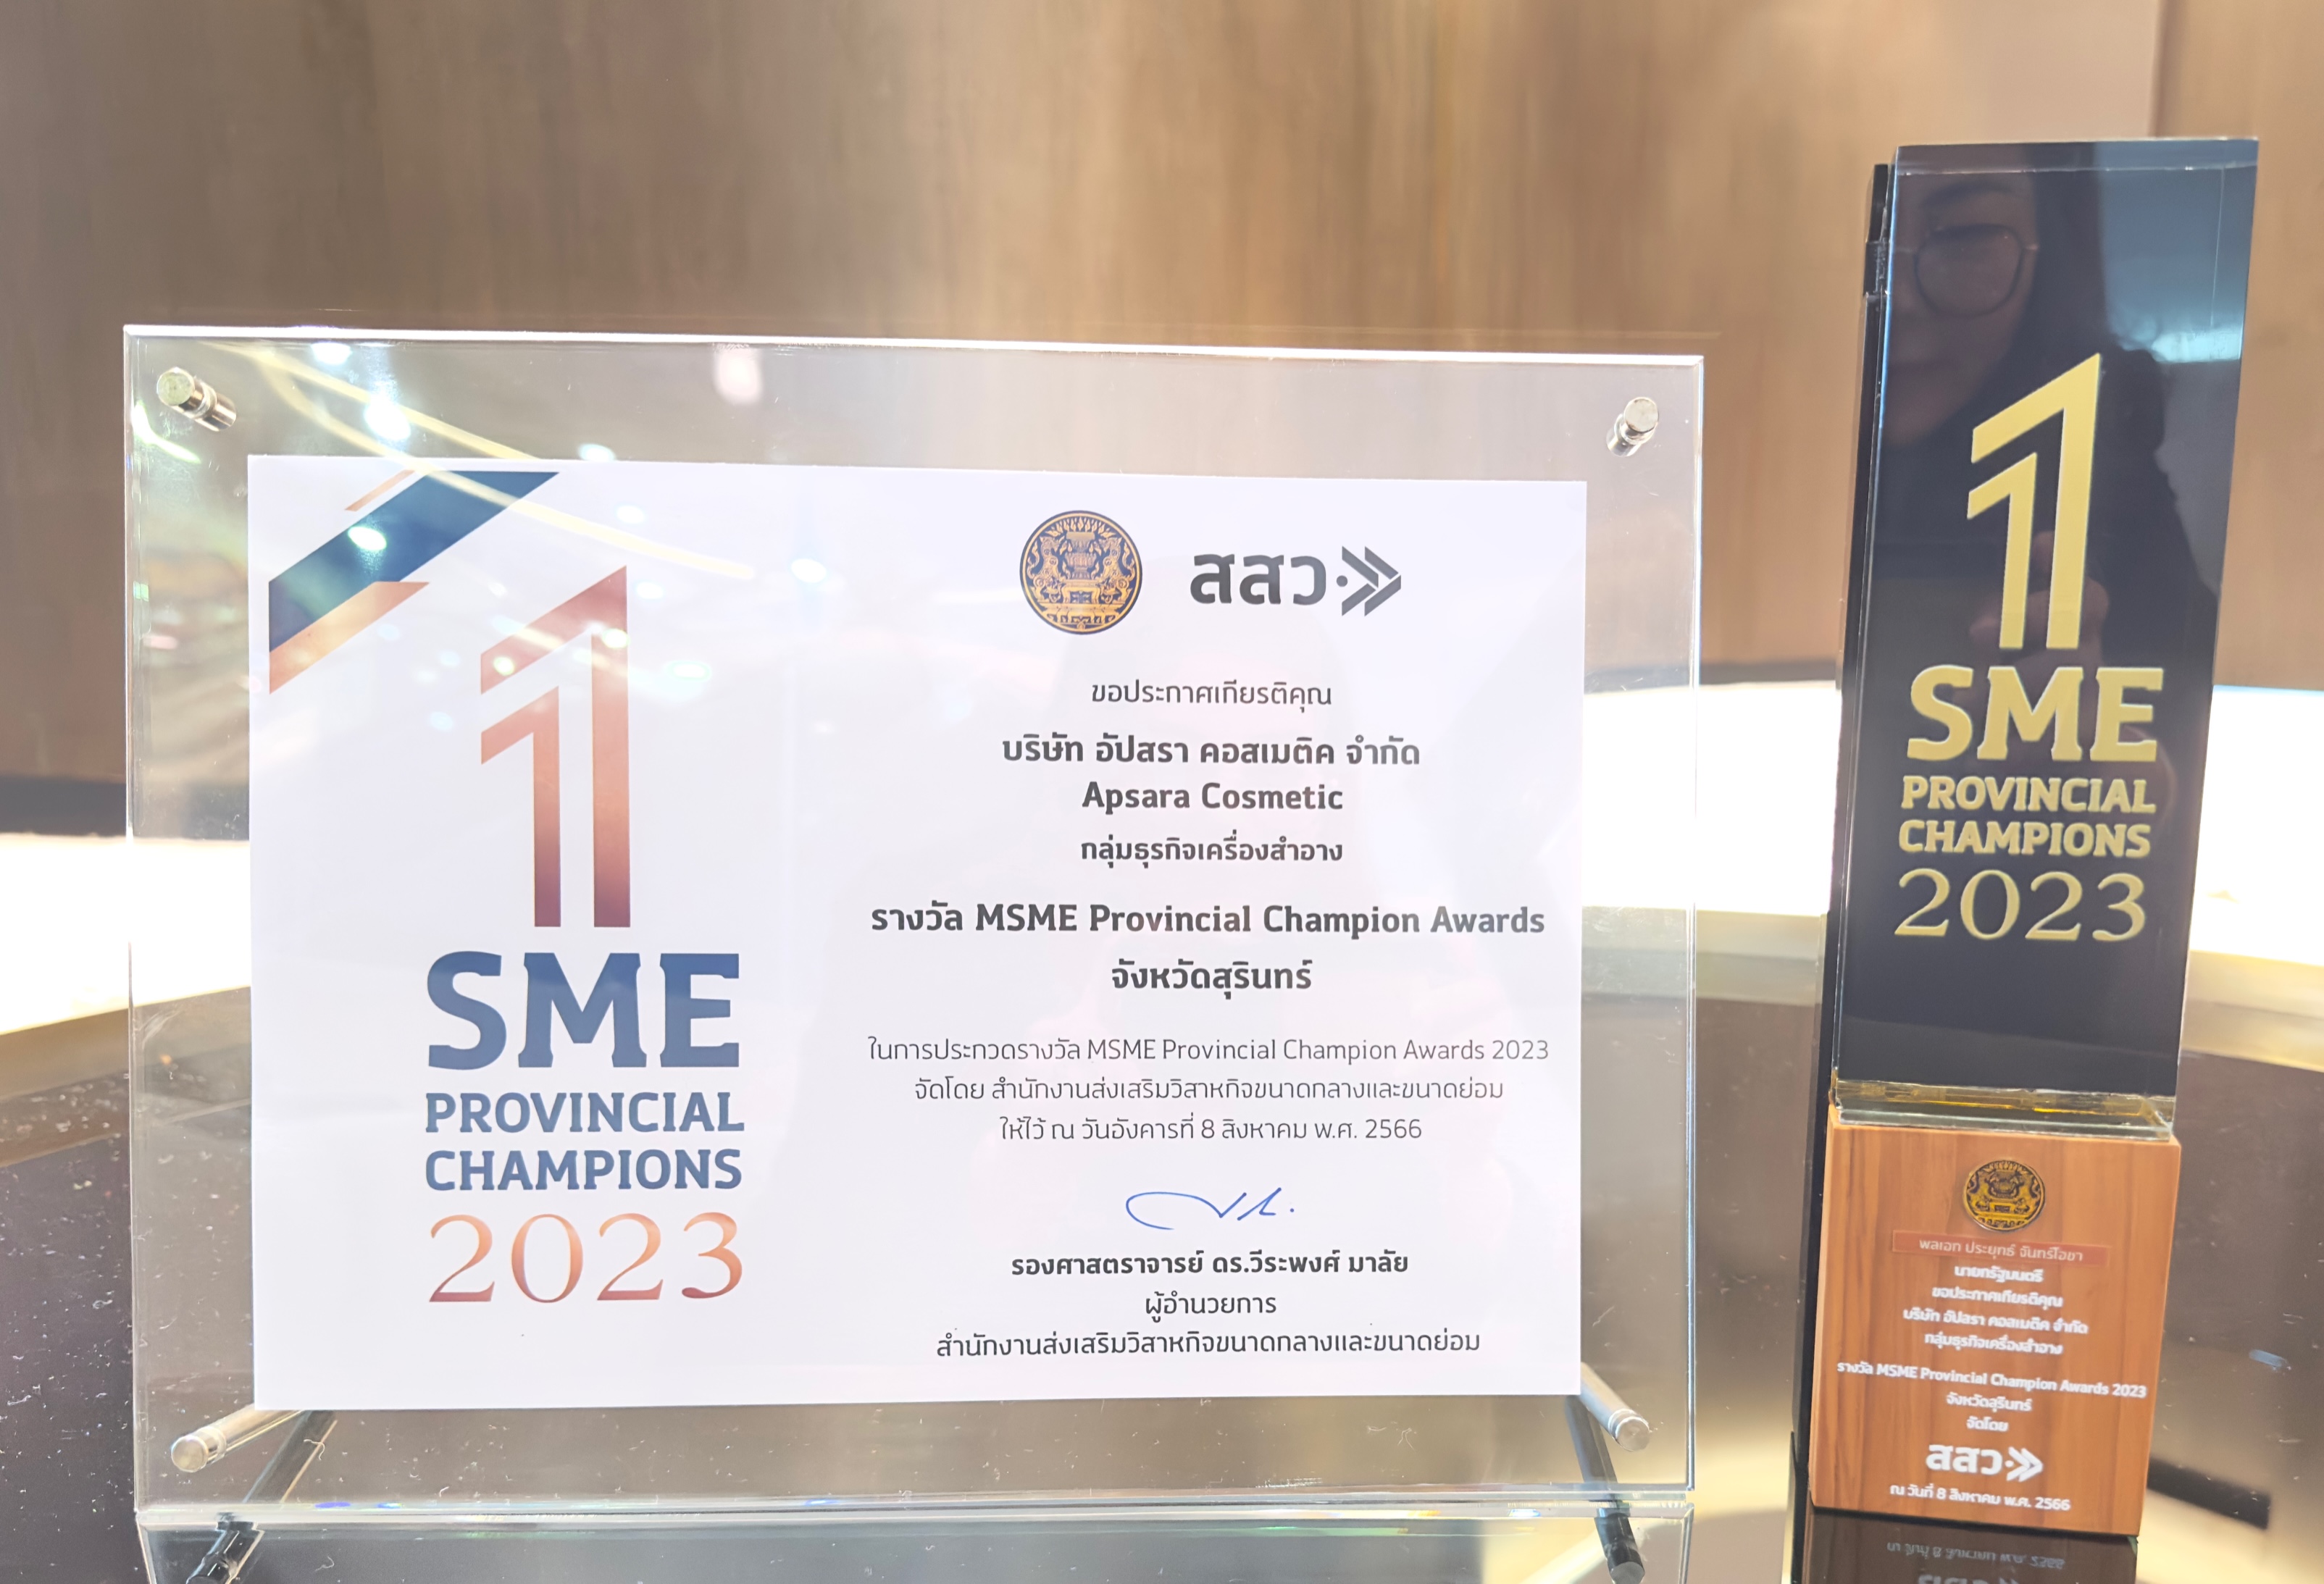 สสว
ขอประกาศเกียรติคุณ
บริษัท อัปสรา คอสเมติค จำกัด
Apsara Cosmetic
กลุ่มธุรกิจเครื่องสำอาง
รางวัล MSME Provincial Champion Awards
จังหวัดสุรินทร์
ในการประกวดรางวัล MSME Provincial Champion Awards 2023
จัดโดย สำนักงานส่งเสริมวิสาหกิจขนาดกลางและขนาดย่อม
ให้ไว้ ณ วันอังคารที่ 8 สิงหาคม พ.ศ. 2566
รองศาสตราจารย์ ดร.วีระพงศ์ มาลัย
ผู้อำนวยการ
สำนักงานส่งเสริมวิสาหกิจขนาดกลางและขนาดย่อม
1
SME
PROVINCIAL
CHAMPIONS
2023
1
SME
PROVINCIAL
CHAMPIONS
2023
พลเอก ประยุทธ์ จันทร์โอชา
นายกรัฐมนตรี
ขอประกาศเกียรติคุณ
บริษัท อัปสรา คอสเมติค จำกัด
กลุ่มธุรกิจเครื่องสำอาง
รางวัล MSME Provincial Champion Awards 2023
จังหวัดสุรินทร์
จัดโดย
สสว
ณ วันที่ 8 สิงหาคม พ.ศ. 2566